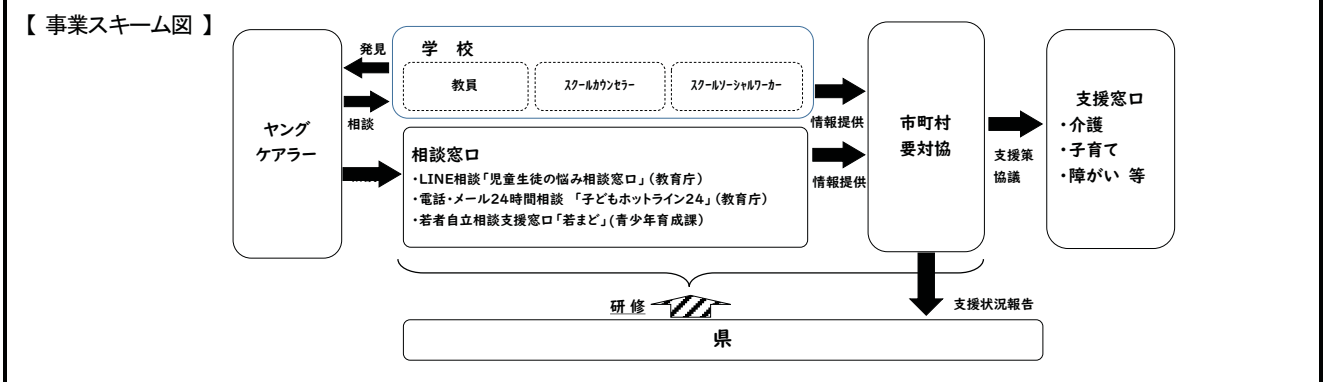 【 事業スキーム図 】
ヤング
ケアラー
発見
相談
学 校
教員
スクールカウンセラー
スクールソーシャルワーカー
相談窓口
・LINE相談「児童生徒の悩み相談窓口」(教育庁)
・電話・メール24時間相談 「子どもホットライン24」(教育庁)
・若者自立相談支援窓口「若まど」(青少年育成課)
情報提供
情報提供
市町村
要対協
支援策
協議
支援窓口
・介護
・子育て
・障がい 等
研修
支援状況報告
県